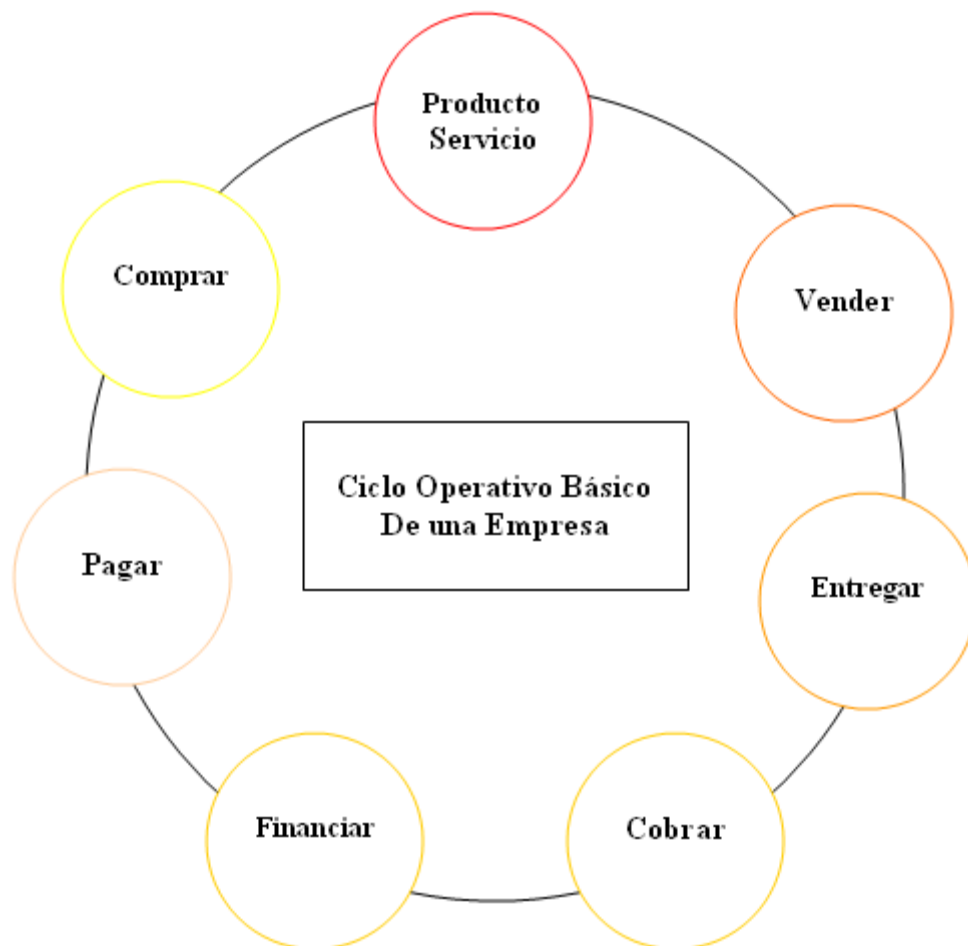 Producto
Servicio
Vender
Entregar
Cobrar
Financiar
Pagar
Comprar
Ciclo Operativo Básico
De una Empresa